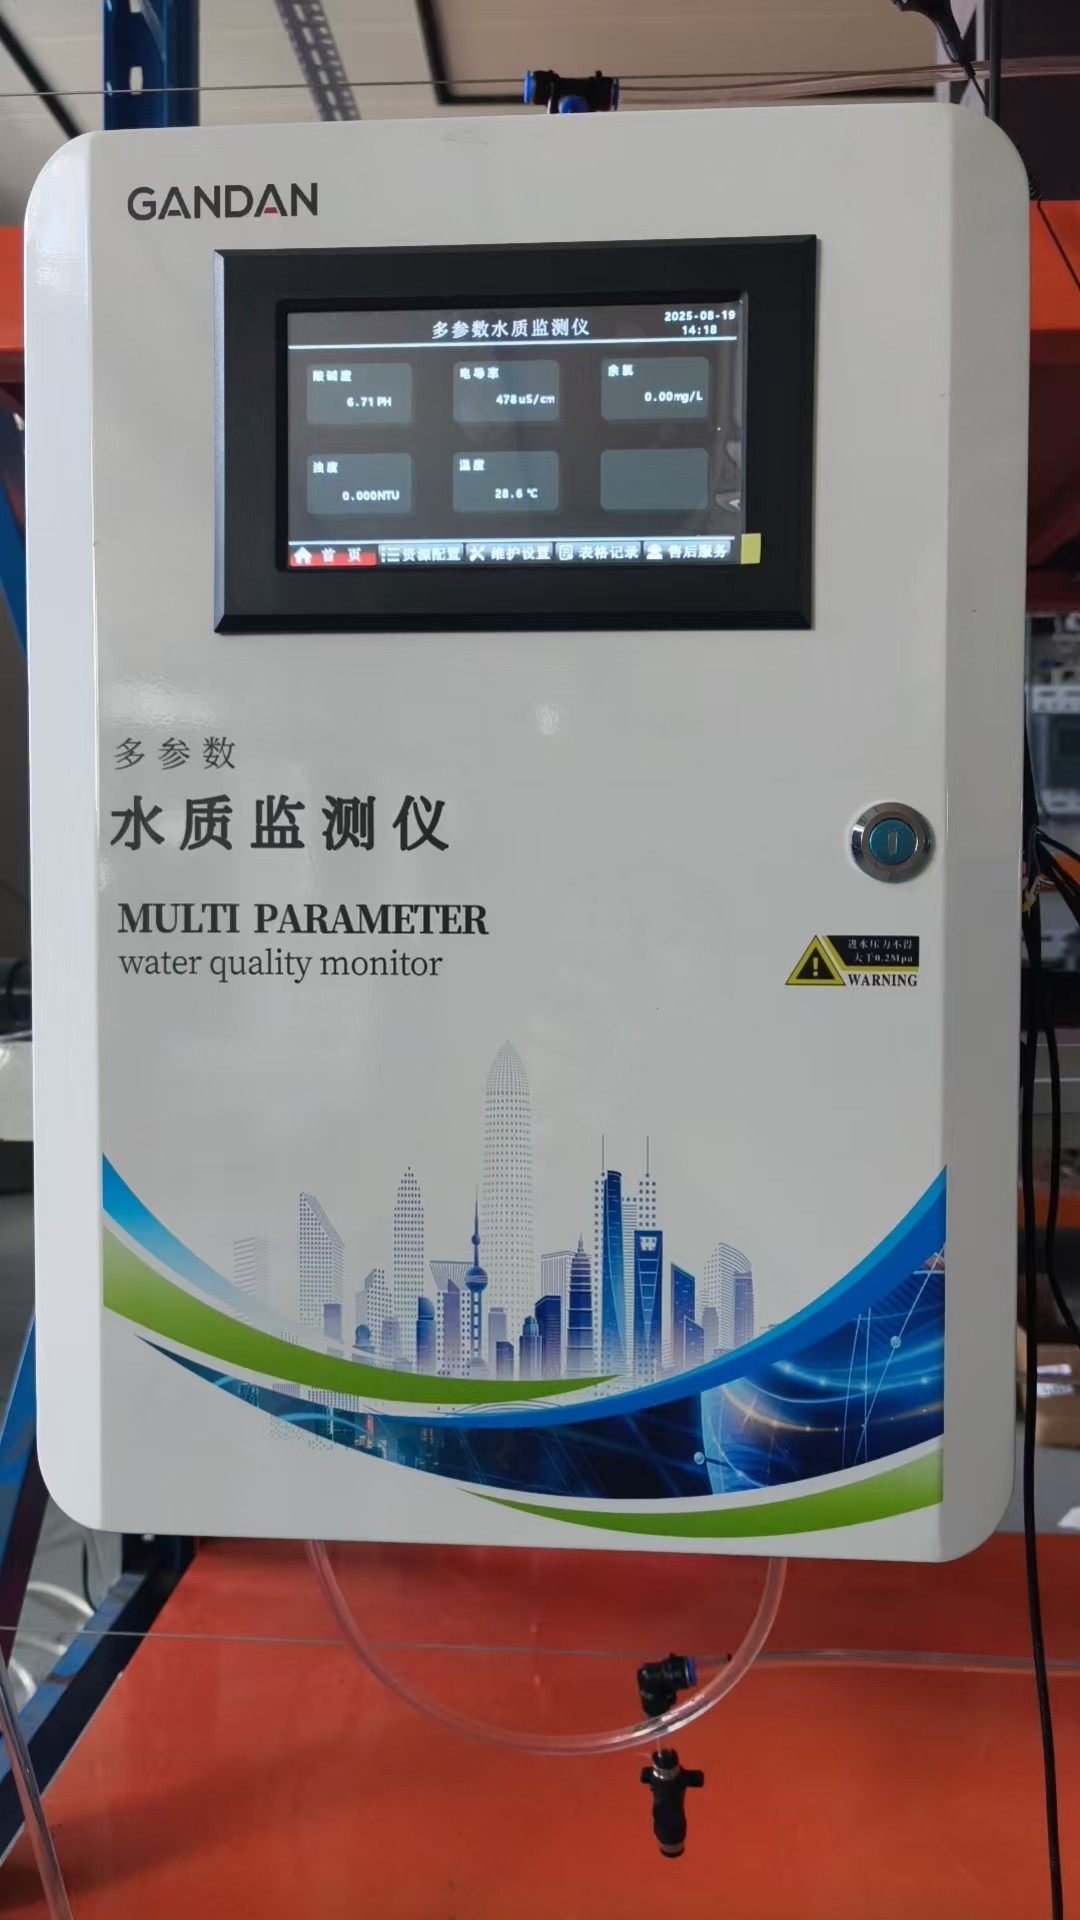 GANDAN
多参数水质监测仪
2025-08-19
14:18
酸碱度
6.71 PH
电导率
478 uS/cm
余氯
0.00mg/L
浊度
0.000NTU
温度
28.6 ℃
首 页
资源配置
维护设置
表格记录
售后服务
多参数
水质监测仪
MULTI PARAMETER
water quality monitor
进水压力不得
大于0.2Mpa
WARNING